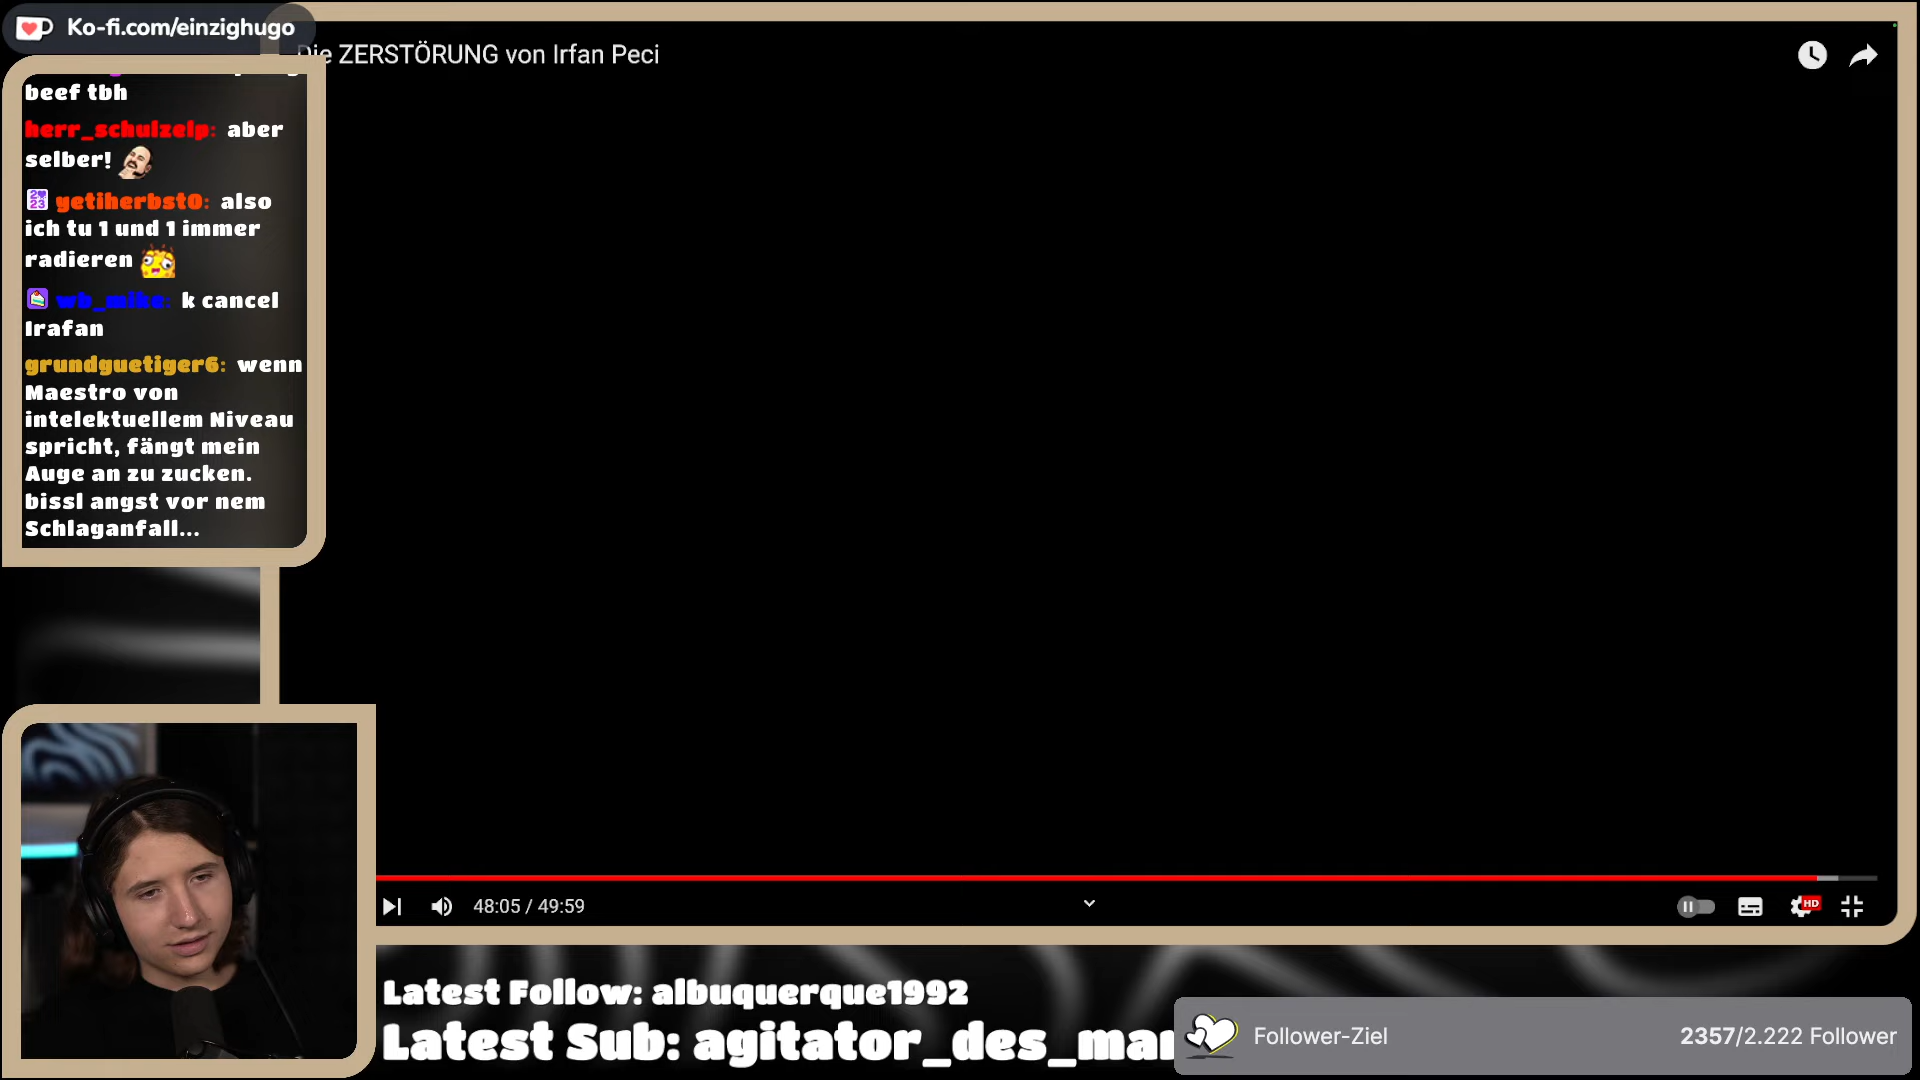 Ko-fi.com/einzighugo
Die ZERSTÖRUNG von Irfan Peci
beef tbh
herr_schulzelp: aber
selber!
yetiherbst0: also
ich tu 1 und 1 immer
radieren
wb_mike: k cancel
Irafan
grundguetiger6: wenn
Maestro von
intelektuellem Niveau
spricht, fängt mein
Auge an zu zucken.
bissl angst vor nem
Schlaganfall...
48:05 / 49:59
HD
Latest Follow: albuquerque1992
Latest Sub: agitator_des_mar
Follower-Ziel
2357/2.222 Follower